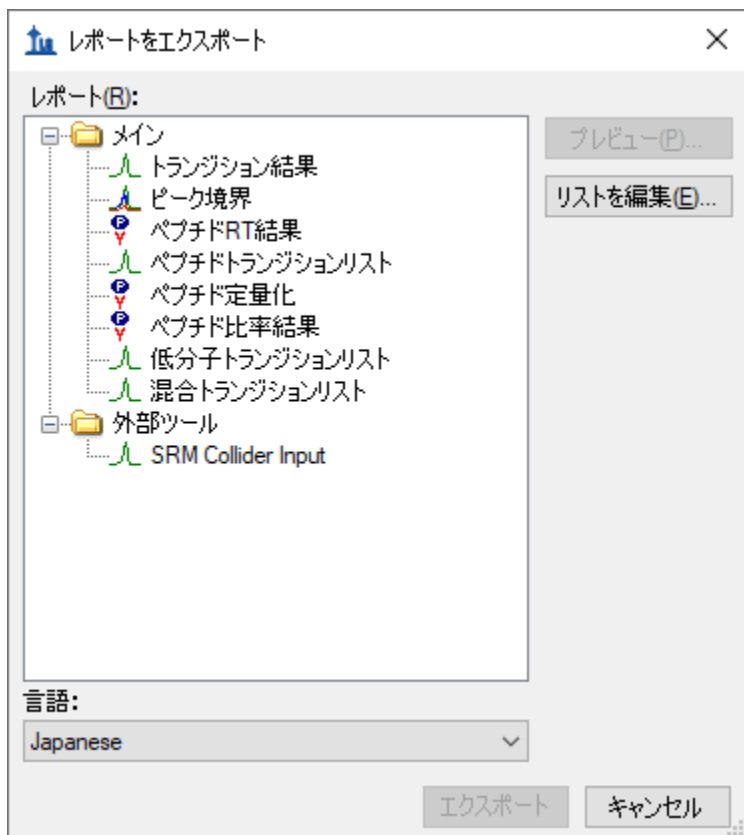 レポートをエクスポート
レポート(R):
メイン
プレビュー(P)...
トランジション結果
リストを編集(E)...
ピーク境界
ペプチドRT結果
ペプチドトランジションリスト
ペプチド定量化
ペプチド比率結果
低分子トランジションリスト
混合トランジションリスト
外部ツール
SRM Collider Input
言語:
Japanese
エクスポート
キャンセル